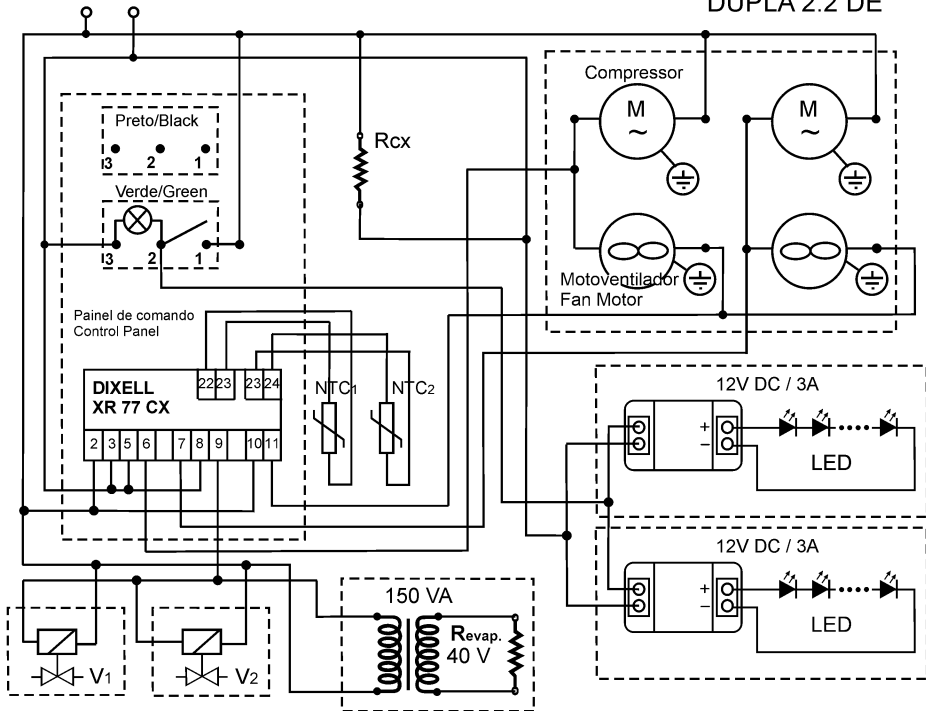 DUPLA 2.2 DE
Compressor
M
~
M
~
Preto/Black
3 2 1
Rcx
Verde/Green
3 2 1
Motoventilador
Fan Motor
Painel de comando
Control Panel
22 23 23 24
NTC1 NTC2
DIXELL
XR 77 CX
2 3 5 6 7 8 9 10 11
12V DC / 3A
+
−
LED
12V DC / 3A
+
−
LED
150 VA
Revap.
40 V
V1
V2